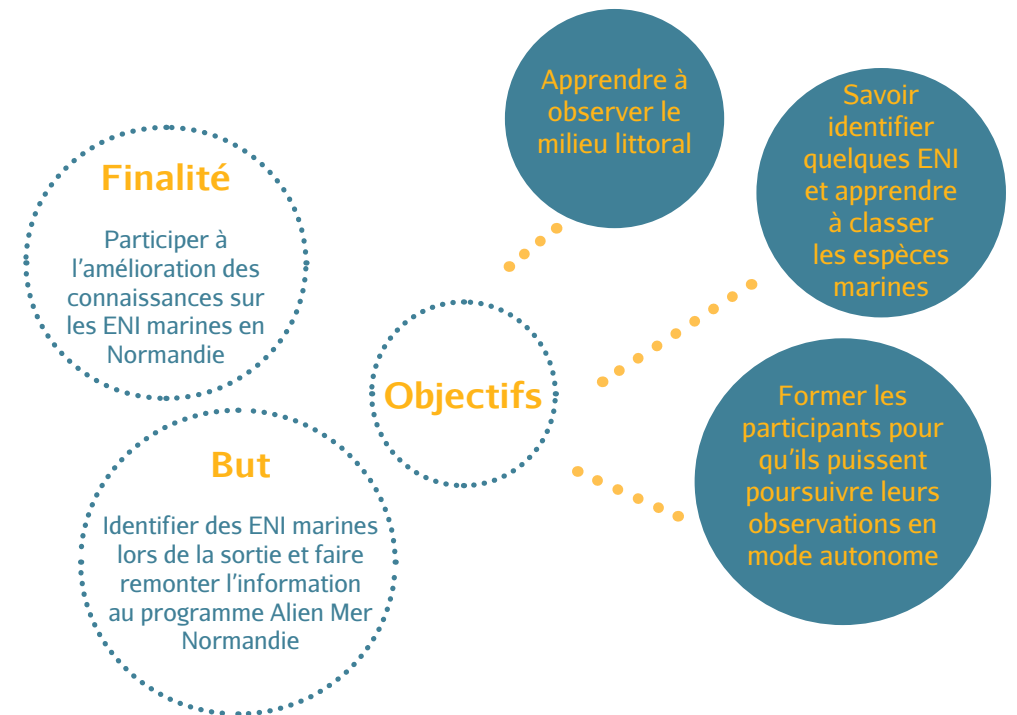 Finalité
Participer à
l'amélioration des
connaissances sur
les ENI marines en
Normandie
But
Identifier des ENI marines
lors de la sortie et faire
remonter l'information
au programme Alien Mer
Normandie
Objectifs
Apprendre à
observer le
milieu littoral
Savoir
identifier
quelques ENI
et apprendre
à classer
les espèces
marines
Former les
participants pour
qu'ils puissent
poursuivre leurs
observations en
mode autonome